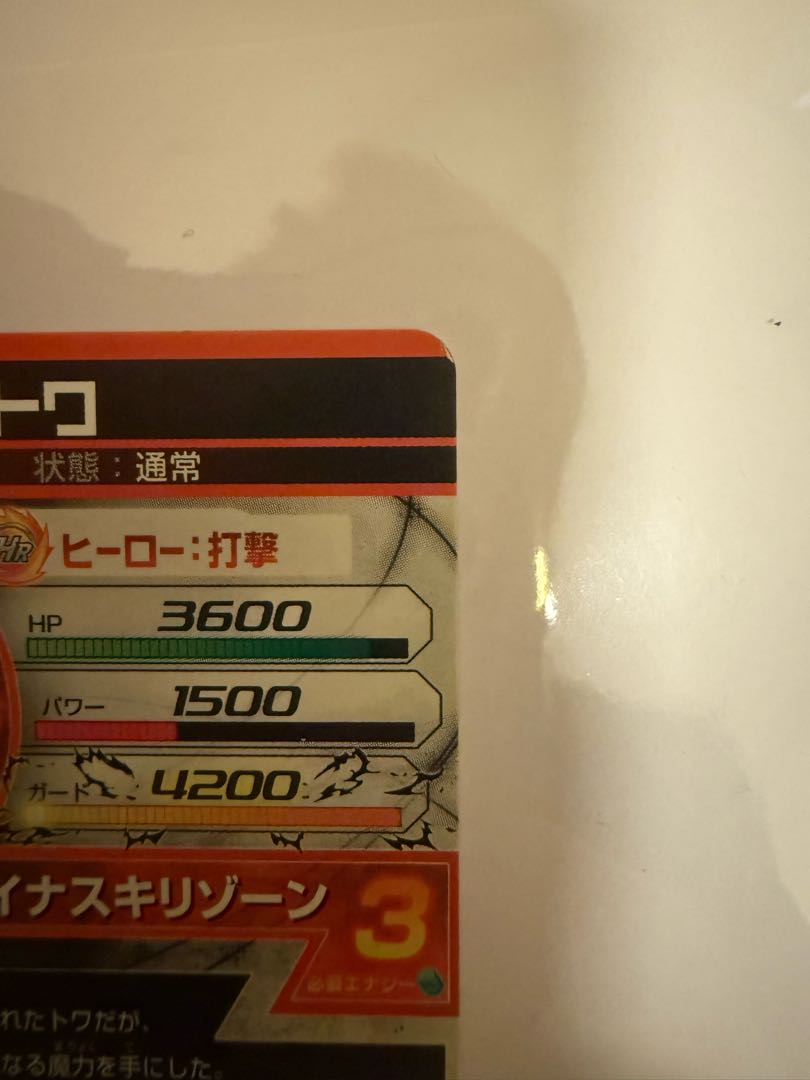 トワ
状態：通常
HR
ヒーロー：打撃
HP 3600
パワー 1500
ガード 4200
イナスキリゾーン
3
必要エナジー
れたトワだが、
なる魔力を手にした。